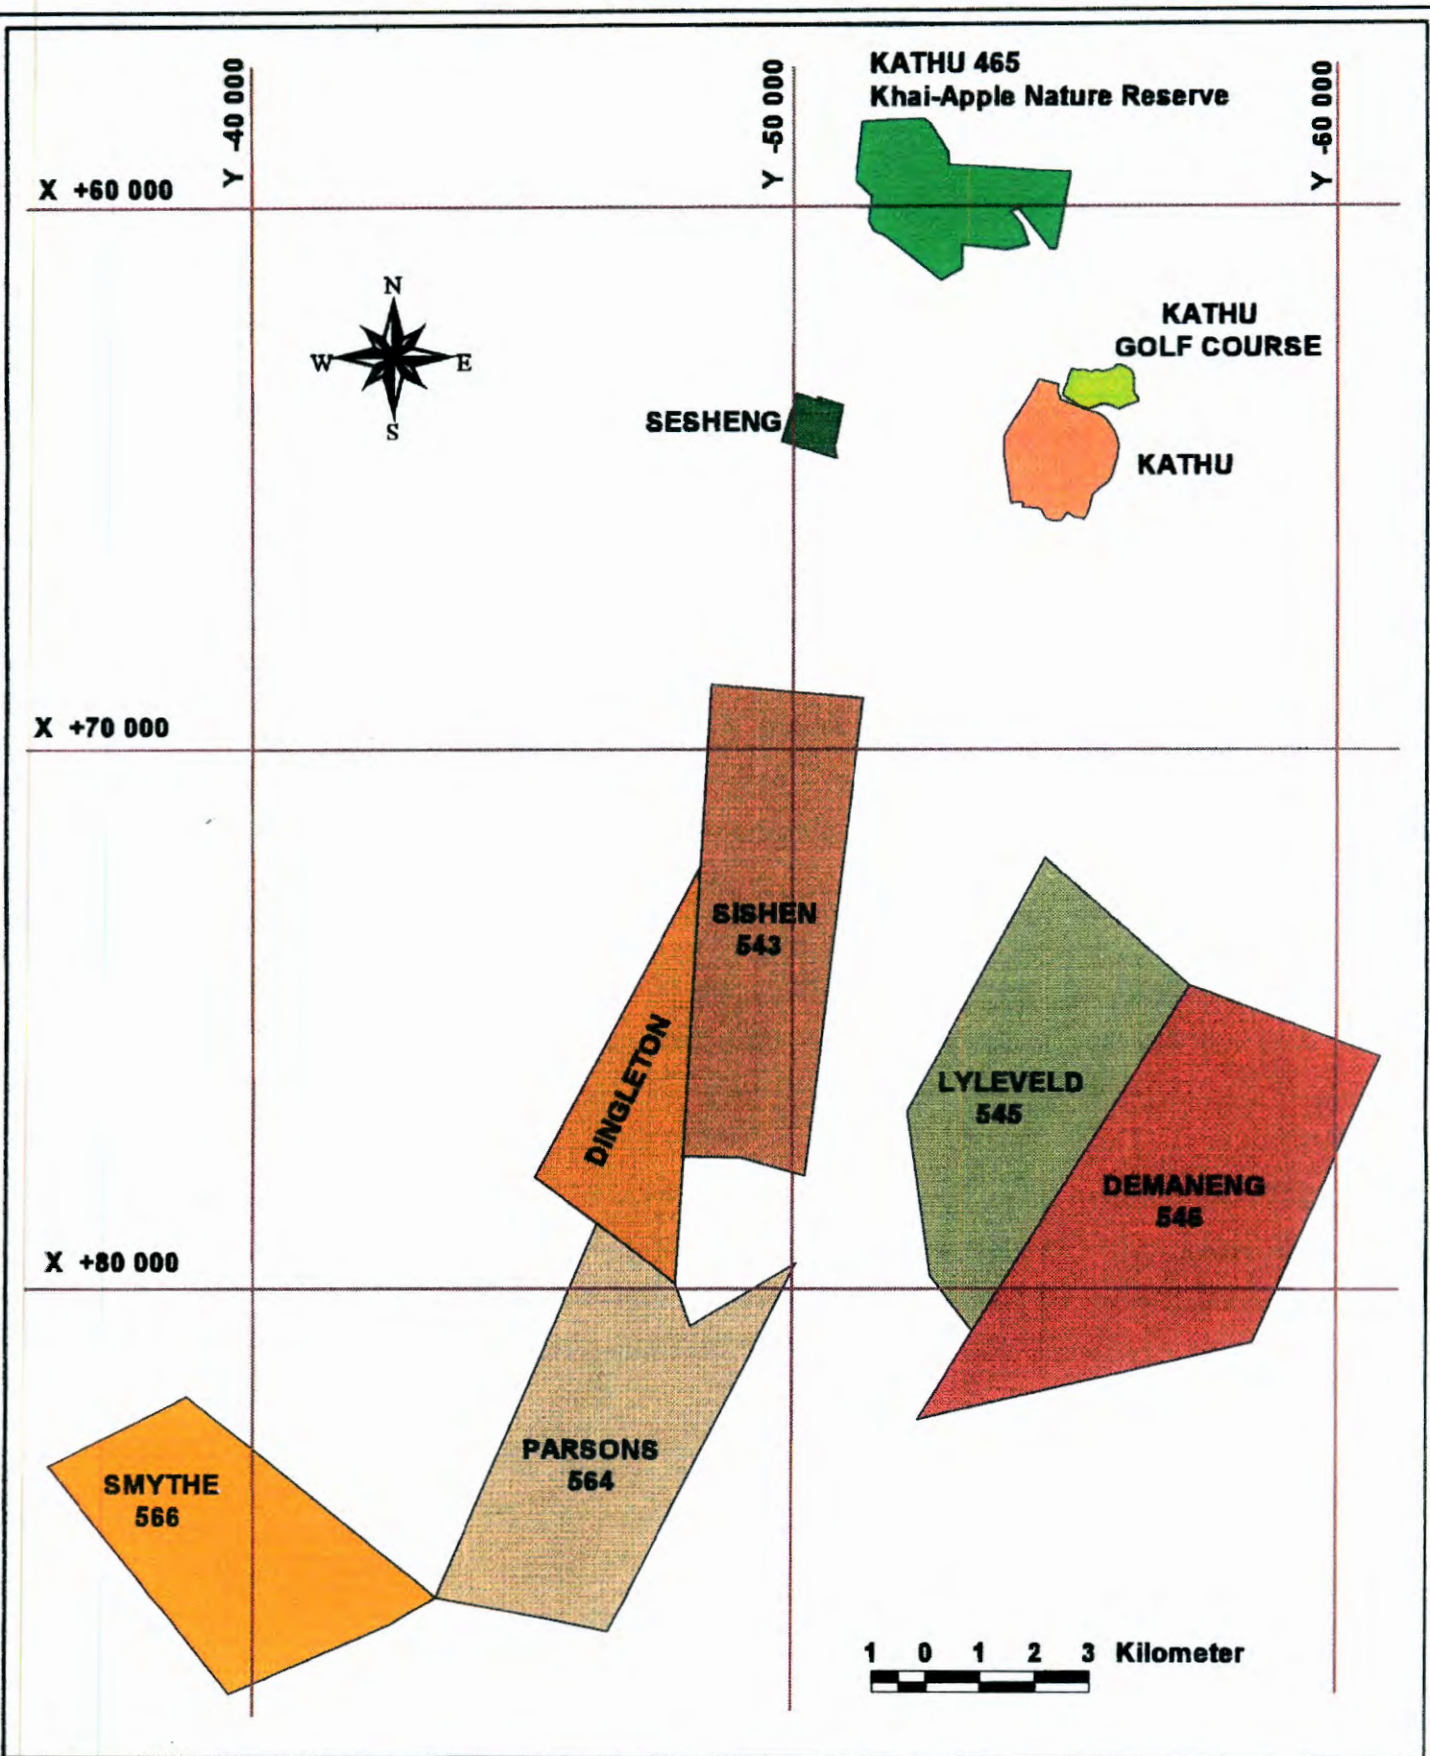 Y -40 000
Y -50 000
Y -60 000
KATHU 465
Khai-Apple Nature Reserve
X +60 000
N
W
E
S
KATHU
GOLF COURSE
SESHENG
KATHU
X +70 000
SISHEN
543
DINGLETON
LYLEVELD
545
DEMANENG
546
X +80 000
PARSONS
564
SMYTHE
566
1 0 1 2 3 Kilometer